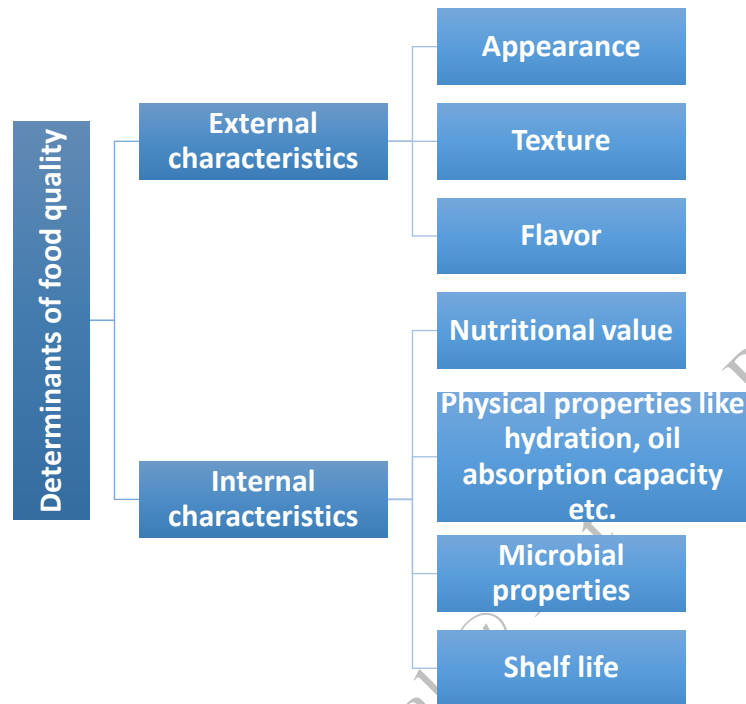 Determinants of food quality
External
characteristics
Appearance
Texture
Flavor
Internal
characteristics
Nutritional value
Physical properties like
hydration, oil
absorption capacity
etc.
Microbial
properties
Shelf life